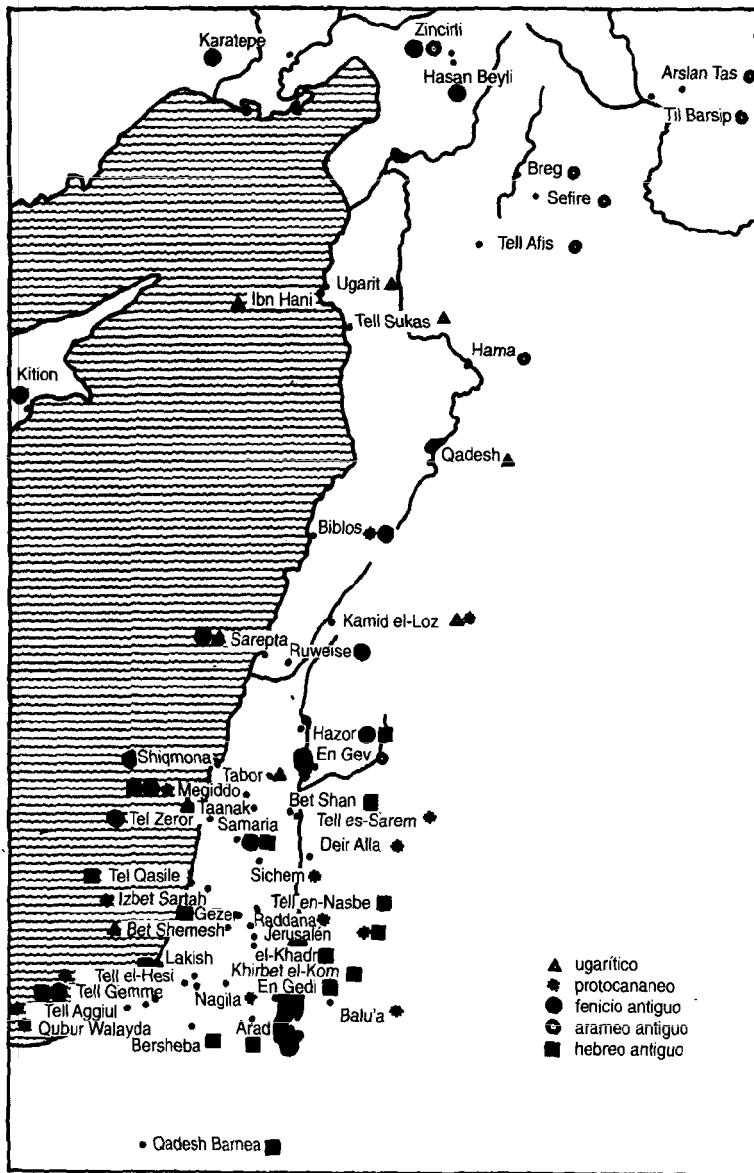 Karatepe
Zincirli
Hasan Beyli
Arslan Tas
Til Barsip
Breg
Sefire
Tell Afis
Ugarit
Ibn Hani
Tell Sukas
Hama
Kition
Qadesh
Biblos
Kamid el-Loz
Sarepta
Ruweise
Hazor
En Gev
Shiqmona
Tabor
Megiddo
Taanak
Bet Shan
Tel Zeror
Samaria
Tell es-Sarem
Deir Alla
Tel Qasile
Sichem
Izbet Sartah
Tell en-Nasbe
Gezer
Raddana
Bet Shemesh
Jerusalén
el-Khadr
Lakish
Tell el-Hesi
Khirbet el-Kom
Tell Gemme
En Gedi
Nagila
Tell Aggiul
Balu'a
Qubur Walayda
Arad
Bersheba
Qadesh Barnea
ugarítico
protocananeo
fenicio antiguo
arameo antiguo
hebreo antiguo